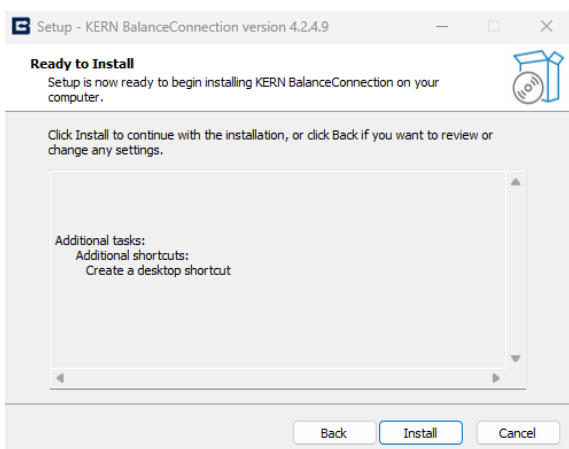 Setup - KERN BalanceConnection version 4.2.4.9
Ready to Install
Setup is now ready to begin installing KERN BalanceConnection on your
computer.
Click Install to continue with the installation, or click Back if you want to review or
change any settings.
Additional tasks:
Additional shortcuts:
Create a desktop shortcut
Back
Install
Cancel